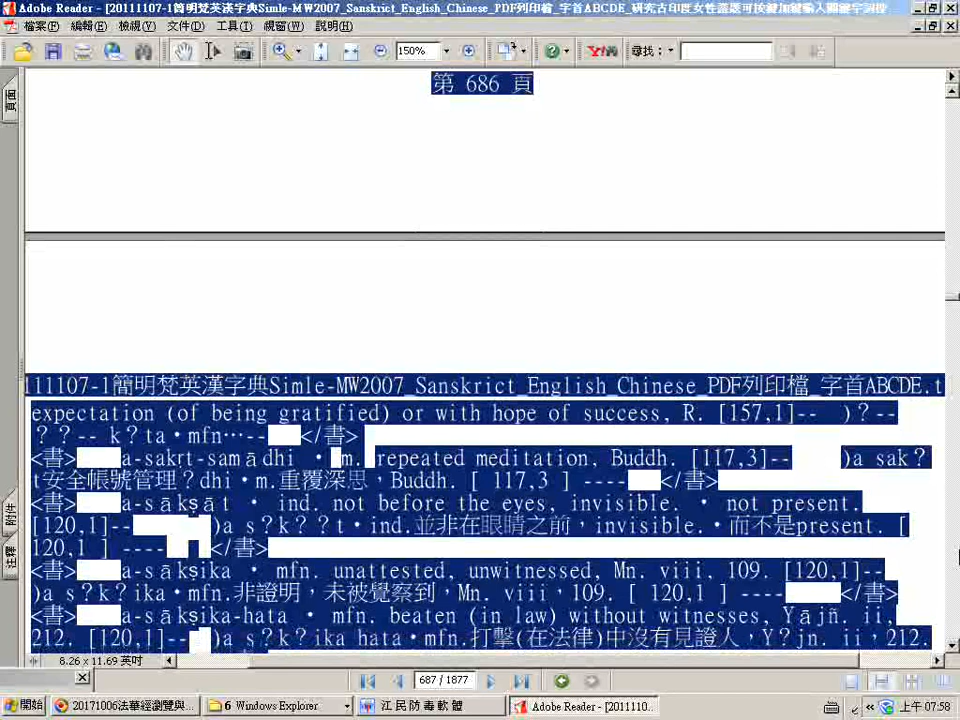 Adobe Reader - [20111107-1簡明梵英漢字典Simle-MW2007_Sanskrict_English_Chinese_PDF列印檔_字首ABCDE_研究古印度女性議題可按鍵加鍵輸入關鍵字詞搜
檔案(F) 編輯(E) 檢視(V) 文件(D) 工具(T) 視窗(W) 說明(H)
150% Y! 尋找:
頁面
第 686 頁
111107-1簡明梵英漢字典Simle-MW2007_Sanskrict_English_Chinese_PDF列印檔_字首ABCDE.t
expectation (of being gratified) or with hope of success, R. [157,1]-- )?--
??-- k?ta‧mfn…-- </書>
<書> a-sakṛt-samādhi ‧ m. repeated meditation, Buddh. [117,3]-- )a sak?
t安全帳號管理?dhi‧m.重覆深思,Buddh. [ 117,3 ] ---- </書>
<書> a-sākṣāt ‧ ind. not before the eyes, invisible. ‧ not present.
[120,1]-- )a s?k??t‧ind.並非在眼睛之前,invisible.‧而不是present. [
120,1 ] ---- </書>
<書> a-sākṣika ‧ mfn. unattested, unwitnessed, Mn. viii, 109. [120,1]--
)a s?k?ika‧mfn.非證明,未被覺察到,Mn. viii,109. [ 120,1 ] ---- </書>
<書> a-sākṣika-hata ‧ mfn. beaten (in law) without witnesses, Yājñ. ii,
212. [120,1]-- )a s?k?ika hata‧mfn.打擊(在法律)中沒有見證人,Y?jn. ii,212.
附件
注釋
8.26 x 11.69 英吋
687 / 1877
開始 20171006法華經瀏覽與... 6 Windows Explorer 江民防毒軟體 Adobe Reader - [2011110... 上午 07:58